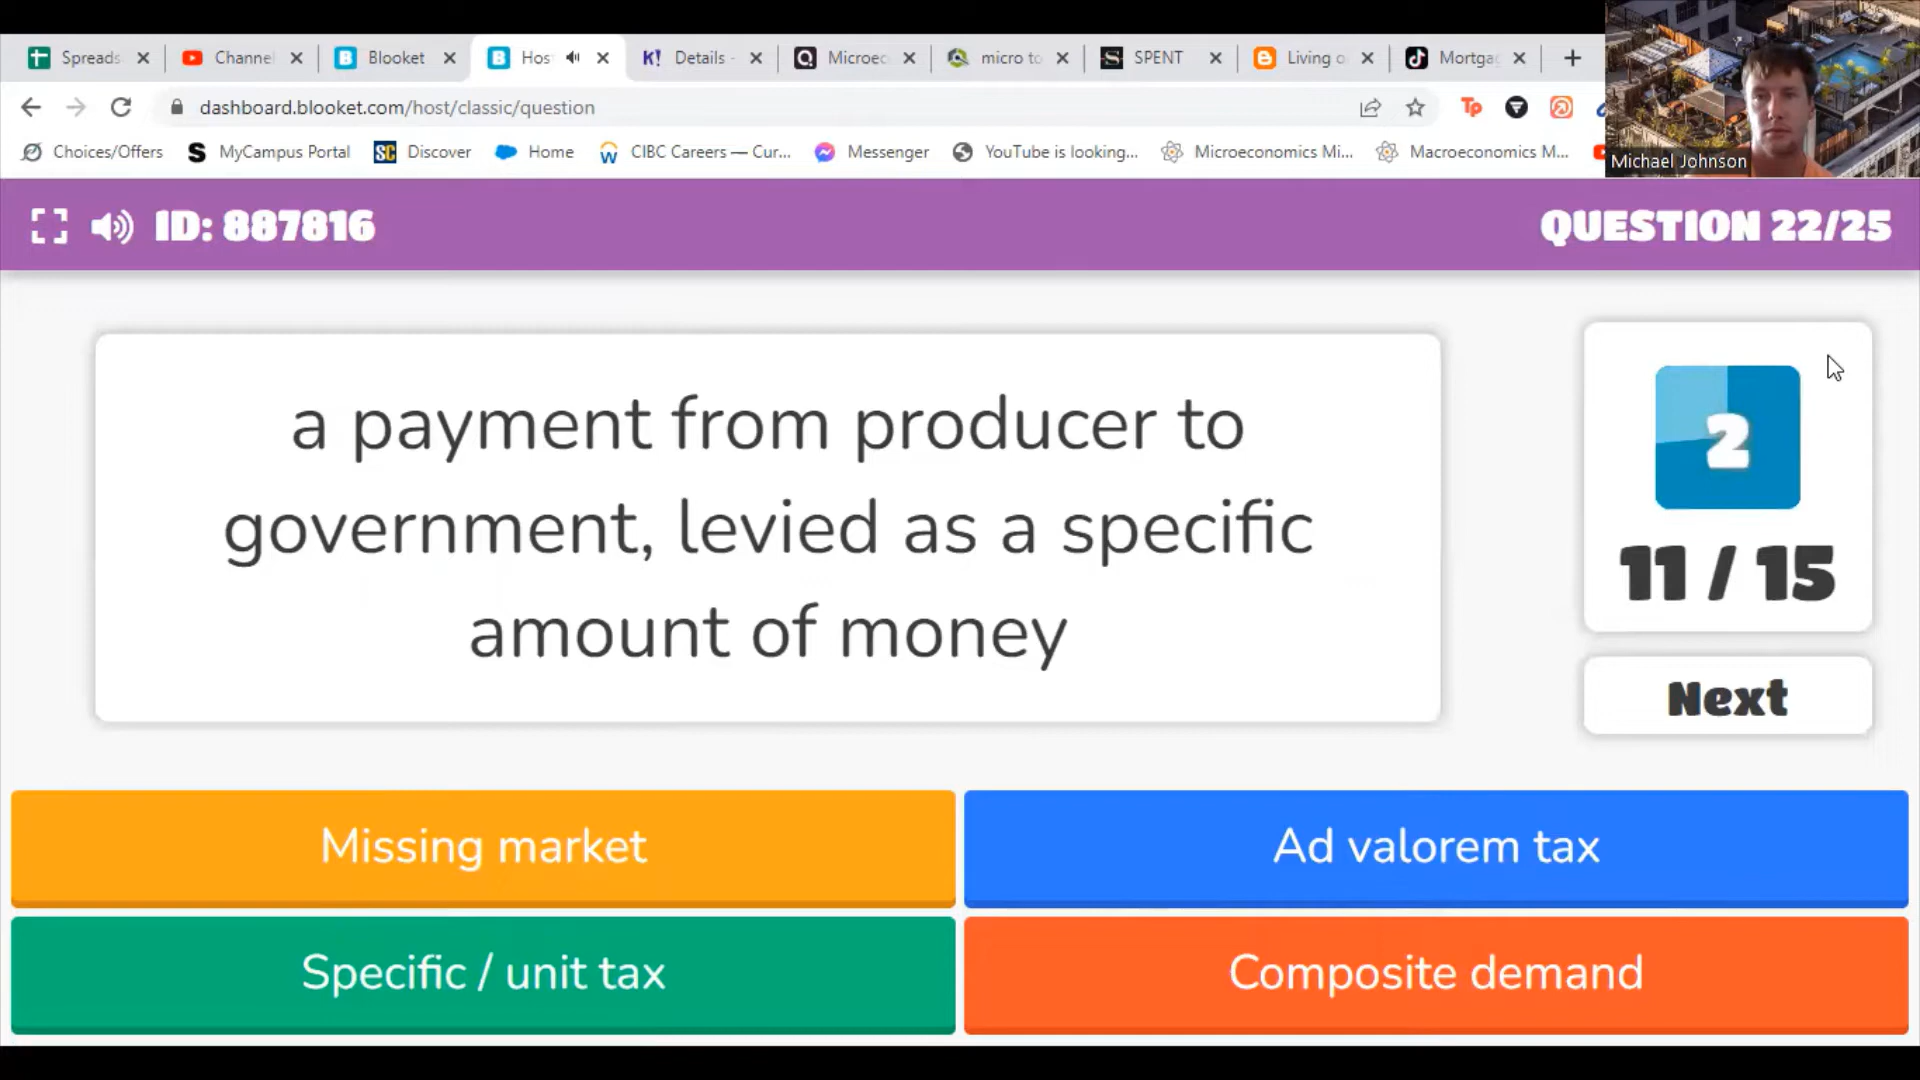 Spreads
Channel
Blooket
Hos
Details -
Microec
micro to
SPENT
Living o
Mortga
dashboard.blooket.com/host/classic/question
Choices/Offers
MyCampus Portal
Discover
Home
CIBC Careers — Cur...
Messenger
YouTube is looking...
Microeconomics Mi...
Macroeconomics M...
Michael Johnson
ID: 887816
QUESTION 22/25
a payment from producer to
government, levied as a specific
amount of money
2
11 / 15
Next
Missing market
Ad valorem tax
Specific / unit tax
Composite demand